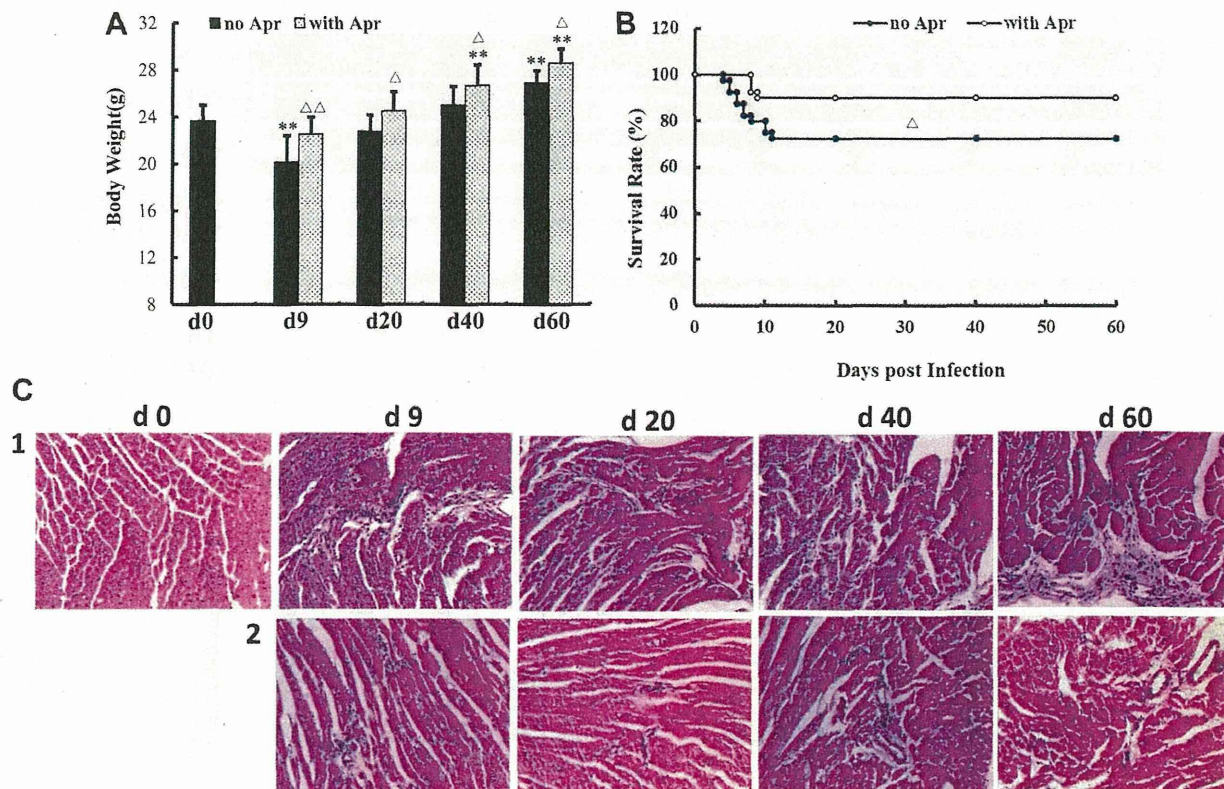 A
no Apr
with Apr
32
28
24
20
16
12
8
Body Weight(g)
**
△△
△
△
**
**
△
**
d0
d9
d20
d40
d60
B
no Apr
with Apr
120
100
80
60
40
20
0
Survival Rate (%)
△
0
10
20
30
40
50
60
Days post Infection
C
d 0
d 9
d 20
d 40
d 60
1
2